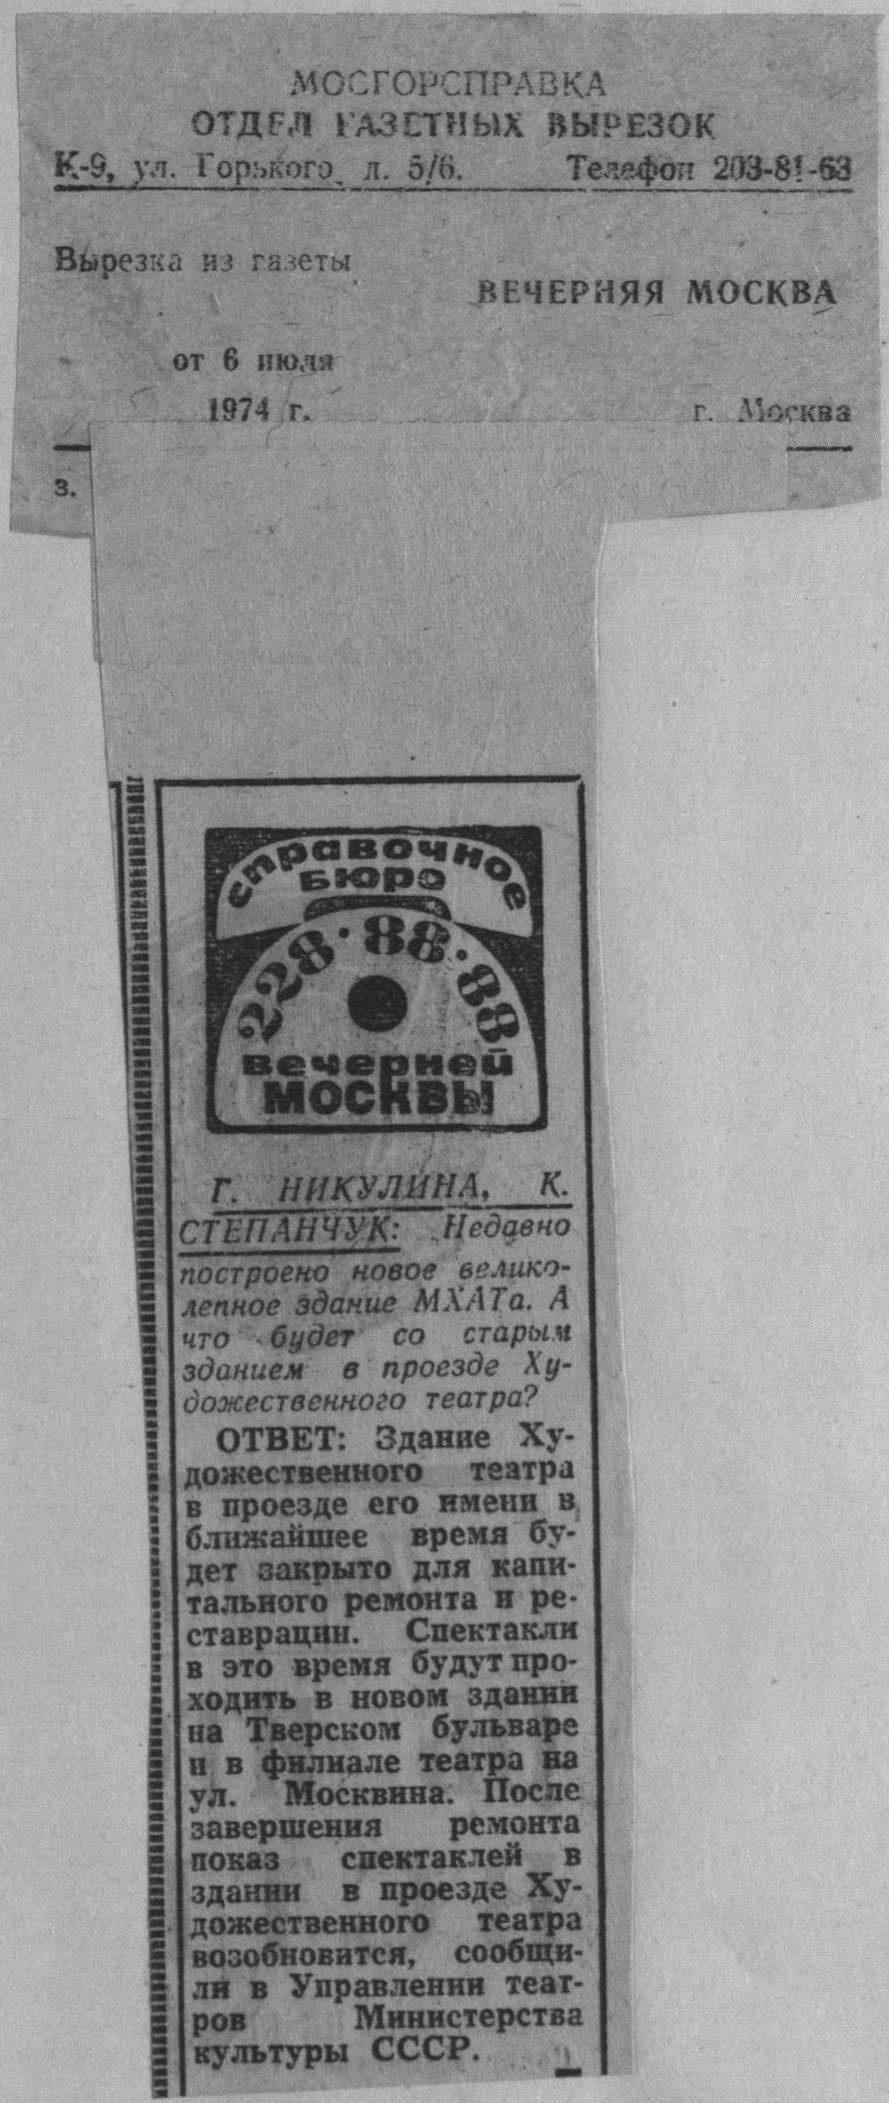 МОСГОРСПРАВКА
ОТДЕЛ ГАЗЕТНЫХ ВЫРЕЗОК
К-9, ул. Горького, д. 5/6. Телефон 203-81-63
Вырезка из газеты
ВЕЧЕРНЯЯ МОСКВА
от 6 июля
1974 г. г. Москва
з.
справочное
бюро
228·88·88
вечерней
МОСКВЫ
Г. НИКУЛИНА, К.
СТЕПАНЧУК: Недавно
построено новое велико-
лепное здание МХАТа. А
что будет со старым
зданием в проезде Ху-
дожественного театра?
ОТВЕТ: Здание Ху-
дожественного театра
в проезде его имени в
ближайшее время бу-
дет закрыто для капи-
тального ремонта и ре-
ставрации. Спектакли
в это время будут про-
ходить в новом здании
на Тверском бульваре
и в филиале театра на
ул. Москвина. После
завершения ремонта
показ спектаклей в
здании в проезде Ху-
дожественного театра
возобновится, сообщи-
ли в Управлении теат-
ров Министерства
культуры СССР.